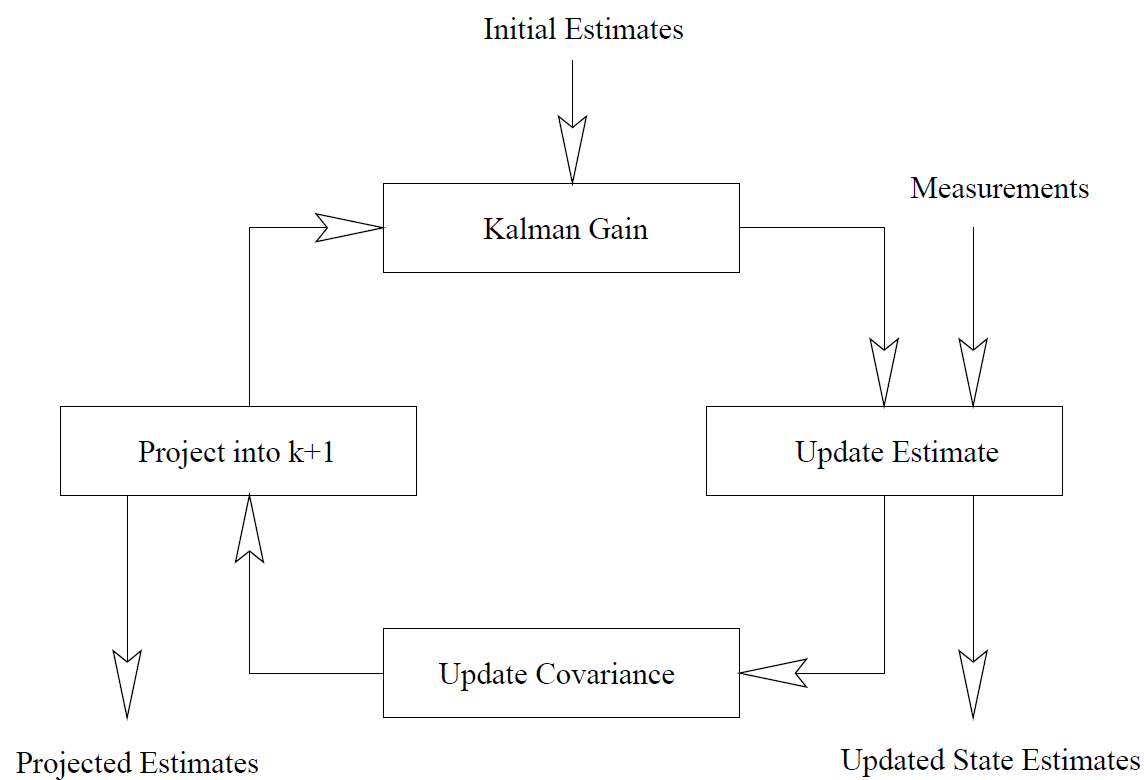 Initial Estimates
Measurements
Kalman Gain
Project into k+1
Update Estimate
Update Covariance
Projected Estimates
Updated State Estimates